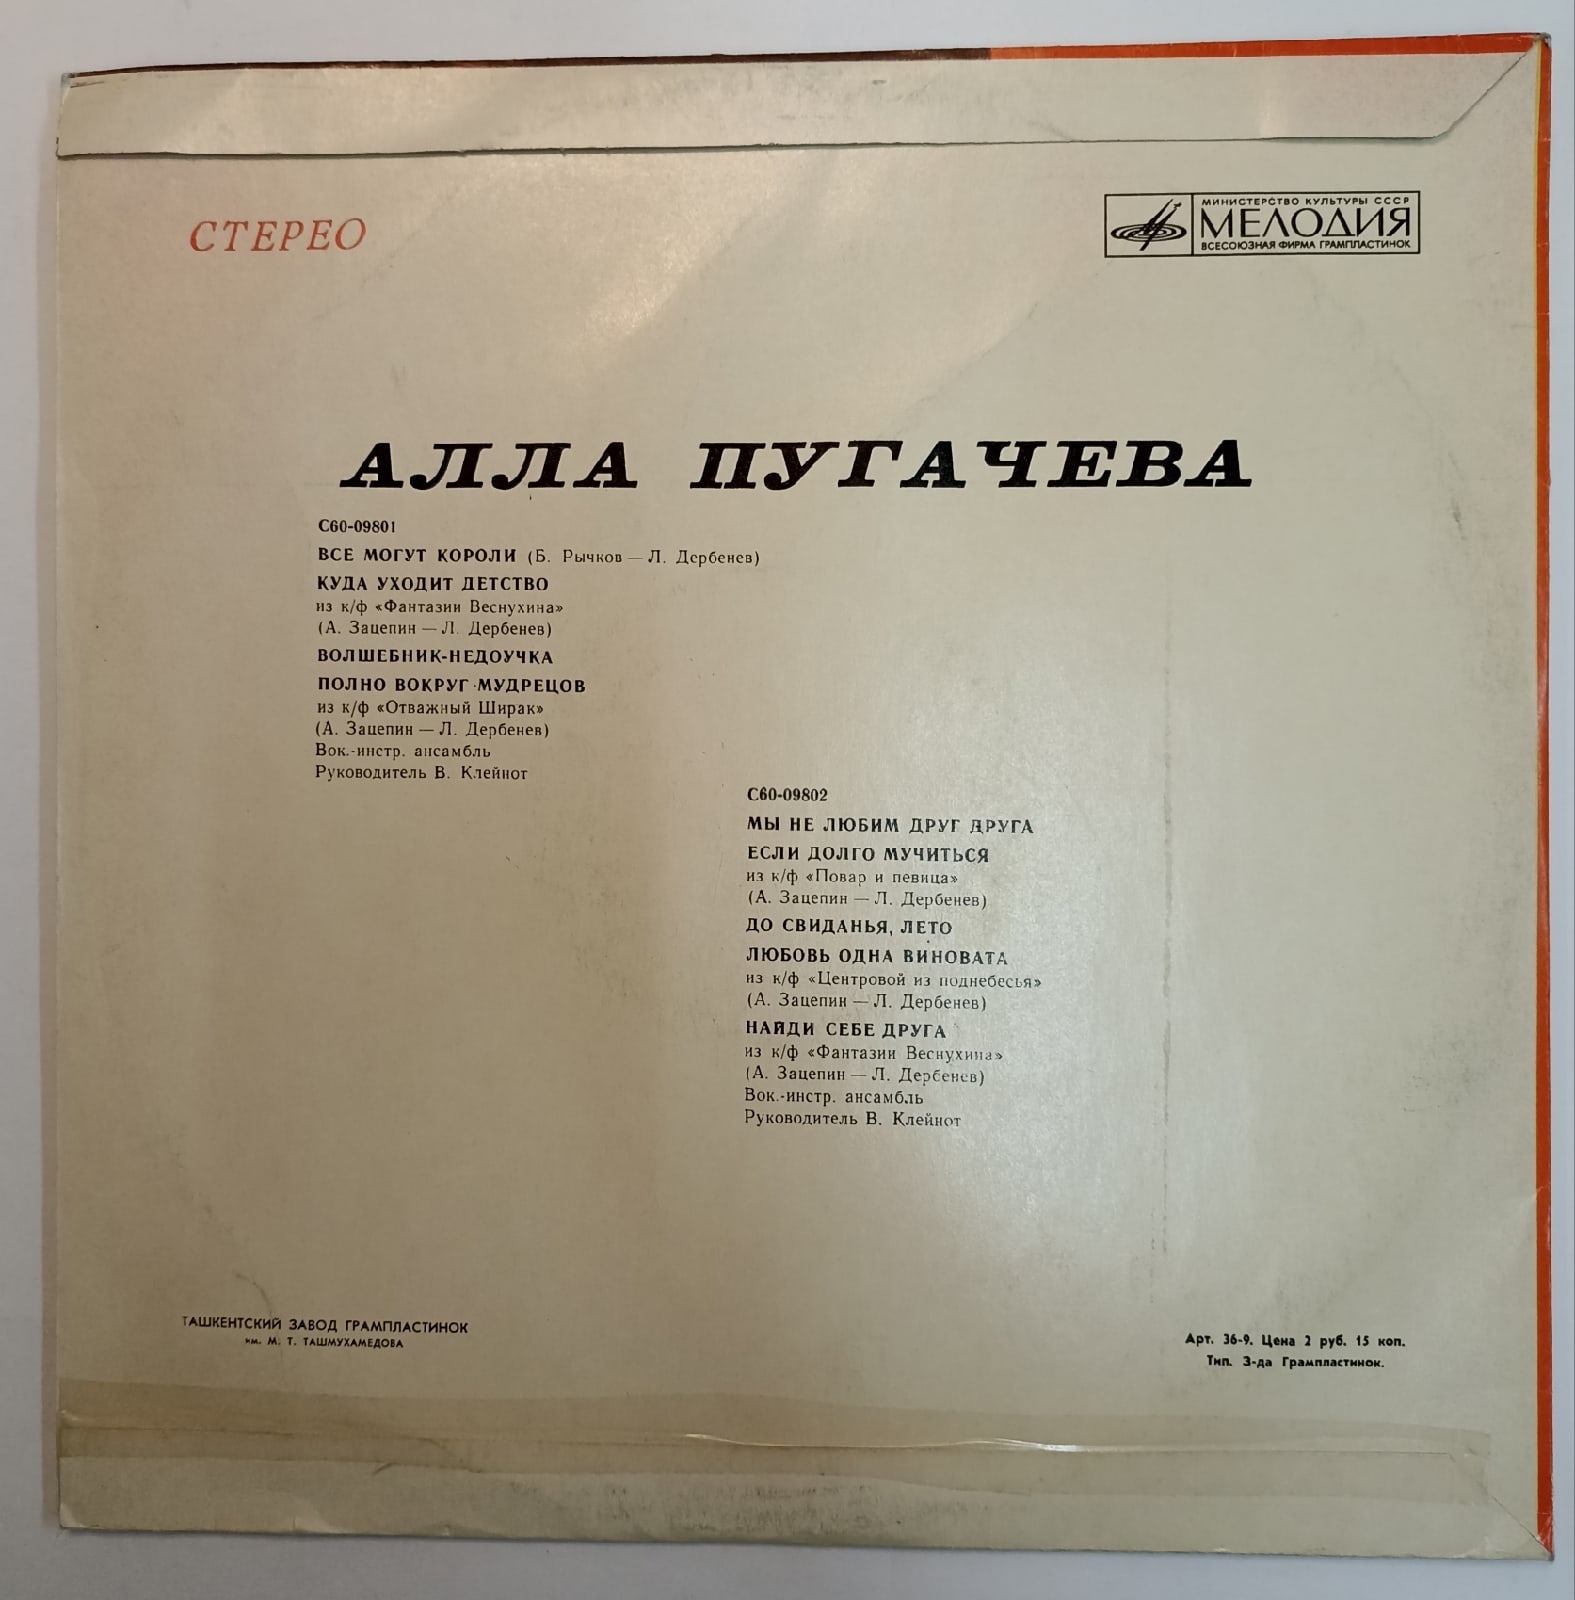 СТЕРЕО
МИНИСТЕРСТВО КУЛЬТУРЫ СССР
МЕЛОДИЯ
ВСЕСОЮЗНАЯ ФИРМА ГРАМПЛАСТИНОК
АЛЛА ПУГАЧЕВА
С60-09801
ВСЕ МОГУТ КОРОЛИ (Б. Рычков — Л. Дербенев)
КУДА УХОДИТ ДЕТСТВО
из к/ф «Фантазии Веснухина»
(А. Зацепин — Л. Дербенев)
ВОЛШЕБНИК-НЕДОУЧКА
ПОЛНО ВОКРУГ МУДРЕЦОВ
из к/ф «Отважный Ширак»
(А. Зацепин — Л. Дербенев)
Вок.-инстр. ансамбль
Руководитель В. Клейнот
С60-09802
МЫ НЕ ЛЮБИМ ДРУГ ДРУГА
ЕСЛИ ДОЛГО МУЧИТЬСЯ
из к/ф «Повар и певица»
(А. Зацепин — Л. Дербенев)
ДО СВИДАНЬЯ, ЛЕТО
ЛЮБОВЬ ОДНА ВИНОВАТА
из к/ф «Центровой из поднебесья»
(А. Зацепин — Л. Дербенев)
НАЙДИ СЕБЕ ДРУГА
из к/ф «Фантазии Веснухина»
(А. Зацепин — Л. Дербенев)
Вок.-инстр. ансамбль
Руководитель В. Клейнот
ТАШКЕНТСКИЙ ЗАВОД ГРАМПЛАСТИНОК
им. М. Т. ТАШМУХАМЕДОВА
Арт. 36-9. Цена 2 руб. 15 коп.
Тип. З-да Грампластинок.